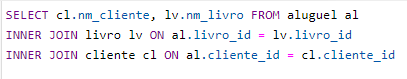 SELECT cl.nm_cliente, lv.nm_livro FROM aluguel al
INNER JOIN livro lv ON al.livro_id = lv.livro_id
INNER JOIN cliente cl ON al.cliente_id = cl.cliente_id